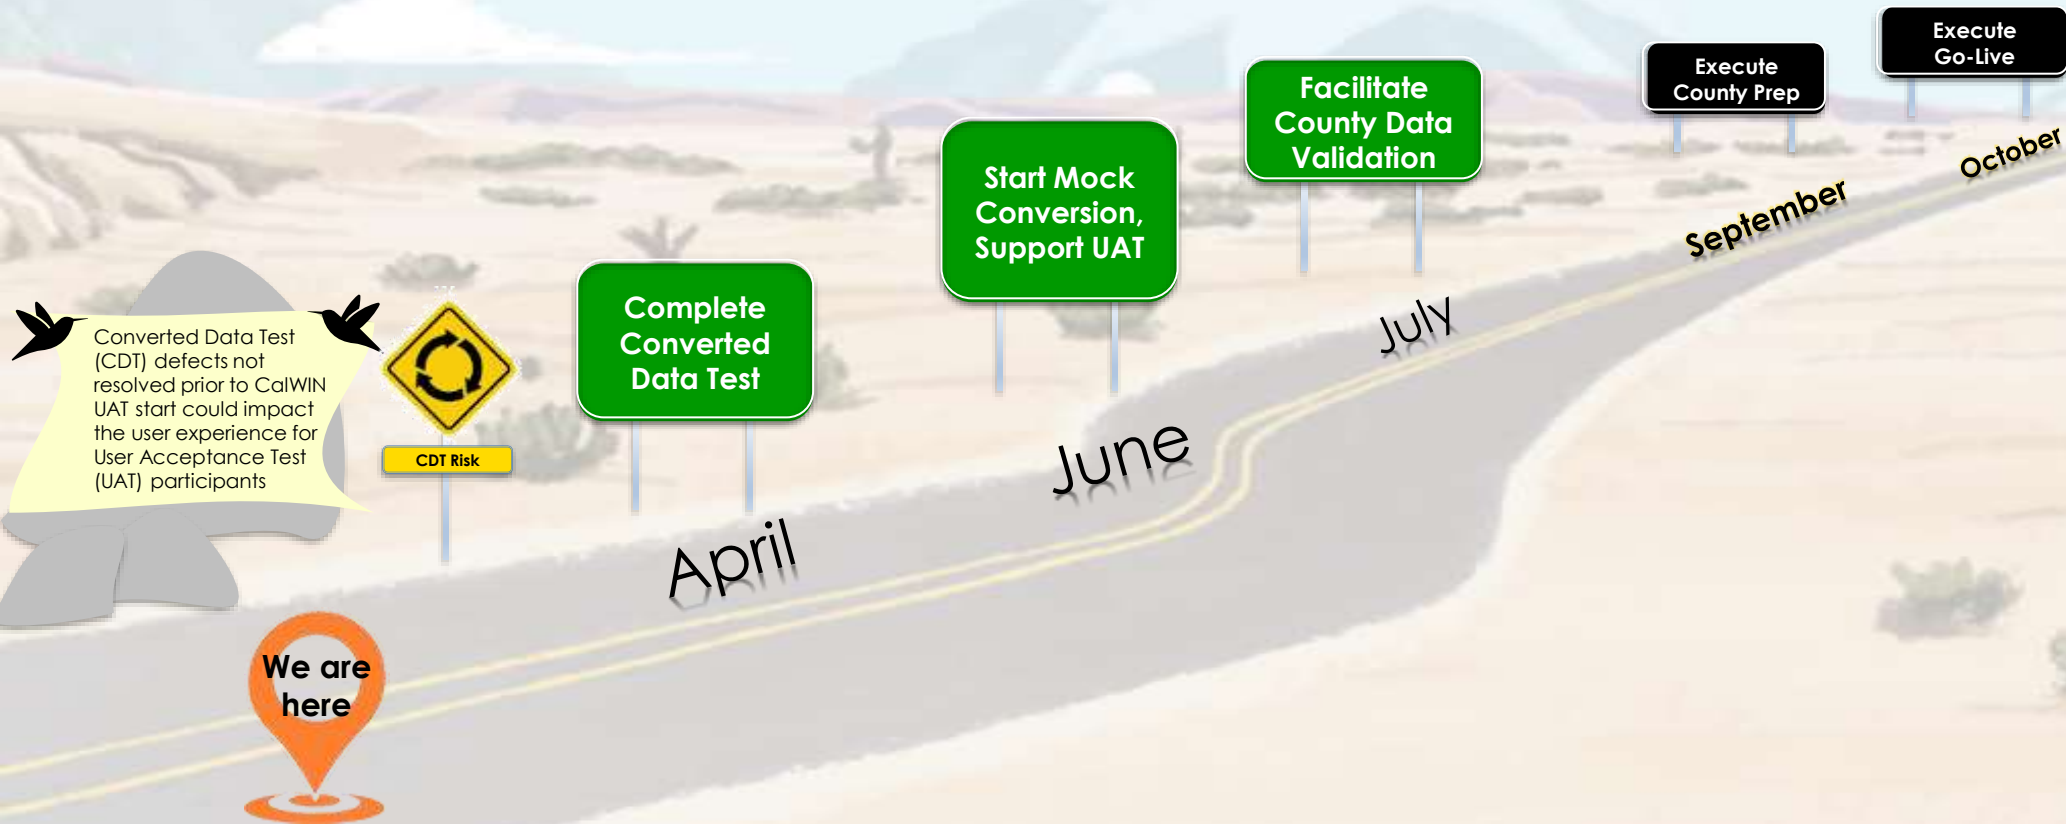 Execute
Go-Live
Execute
County Prep
Facilitate
County Data
Validation
Start Mock
Conversion,
Support UAT
Complete
Converted
Data Test
Converted Data Test
(CDT) defects not
resolved prior to CalWIN
UAT start could impact
the user experience for
User Acceptance Test
(UAT) participants
CDT Risk
October
September
July
June
April
We are
here